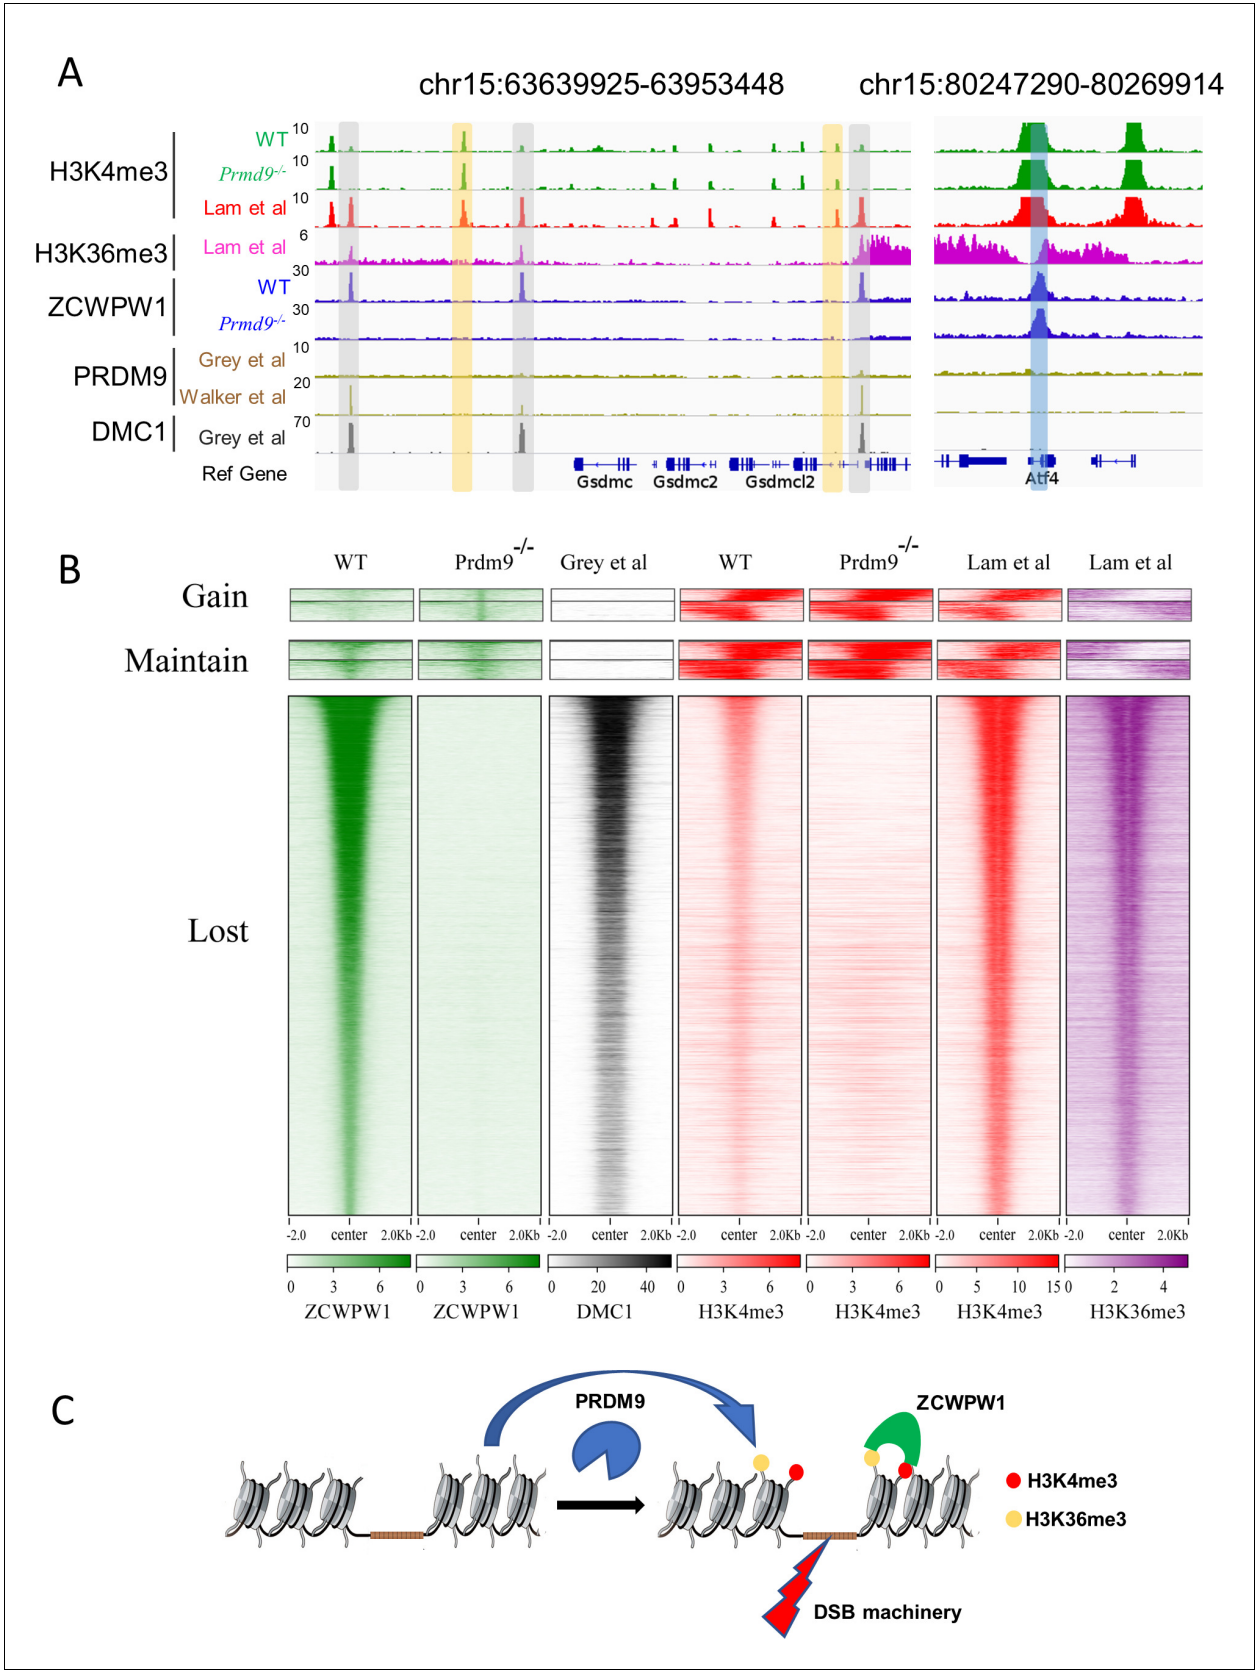 A
chr15:63639925-63953448
chr15:80247290-80269914
H3K4me3
WT
10
Prmd9-/-
10
Lam et al
10
H3K36me3
Lam et al
6
ZCWPW1
WT
30
Prmd9-/-
30
PRDM9
Grey et al
10
Walker et al
20
DMC1
Grey et al
70
Ref Gene
Gsdmc
Gsdmc2
Gsdmcl2
Atf4
B
WT
Prdm9-/-
Grey et al
WT
Prdm9-/-
Lam et al
Lam et al
Gain
Maintain
Lost
-2.0 center 2.0Kb
-2.0 center 2.0Kb
-2.0 center 2.0Kb
-2.0 center 2.0Kb
-2.0 center 2.0Kb
-2.0 center 2.0Kb
-2.0 center 2.0Kb
0 3 6
0 3 6
0 20 40
0 3 6
0 3 6
0 5 10 15
0 2 4
ZCWPW1
ZCWPW1
DMC1
H3K4me3
H3K4me3
H3K4me3
H3K36me3
C
PRDM9
ZCWPW1
H3K4me3
H3K36me3
DSB machinery